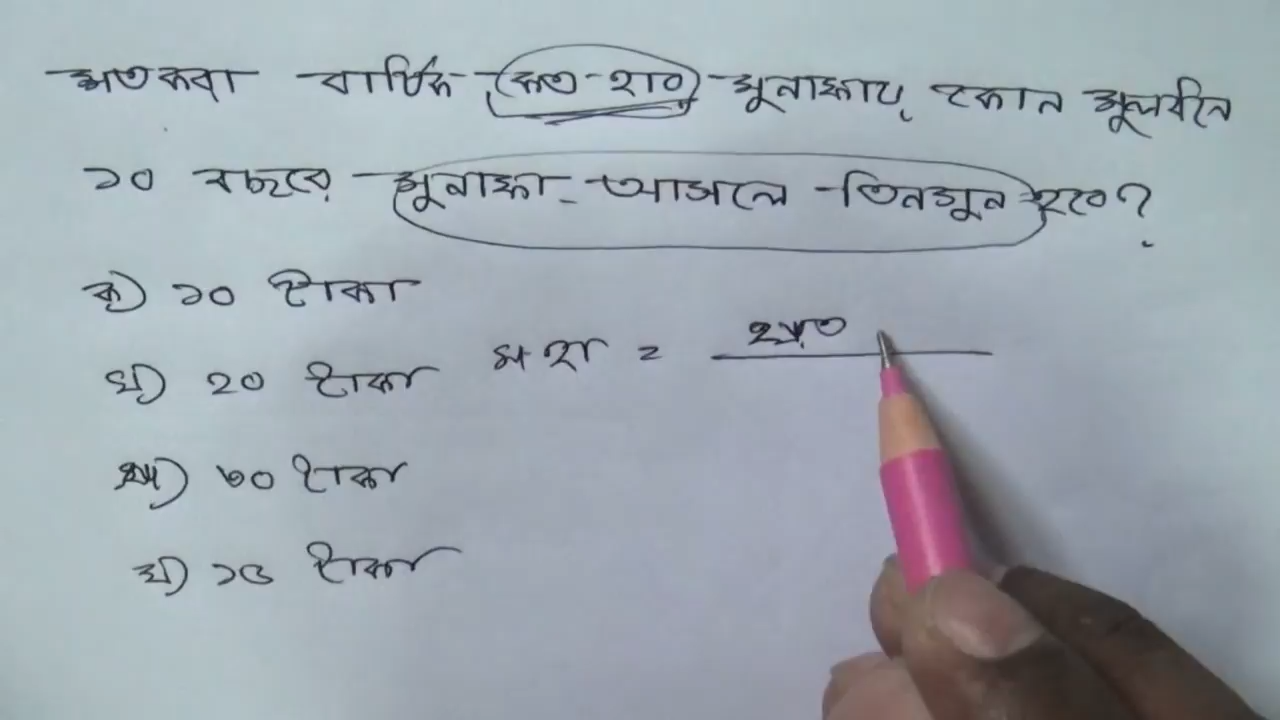 শতকরা বার্ষিক কত হার মুনাফায় কোন মূলধনে
১০ বছরে মুনাফা-আসলে তিনগুন হবে?
ক) ১০ টাকা
খ) ২০ টাকা
গ) ৩০ টাকা
ঘ) ১৫ টাকা